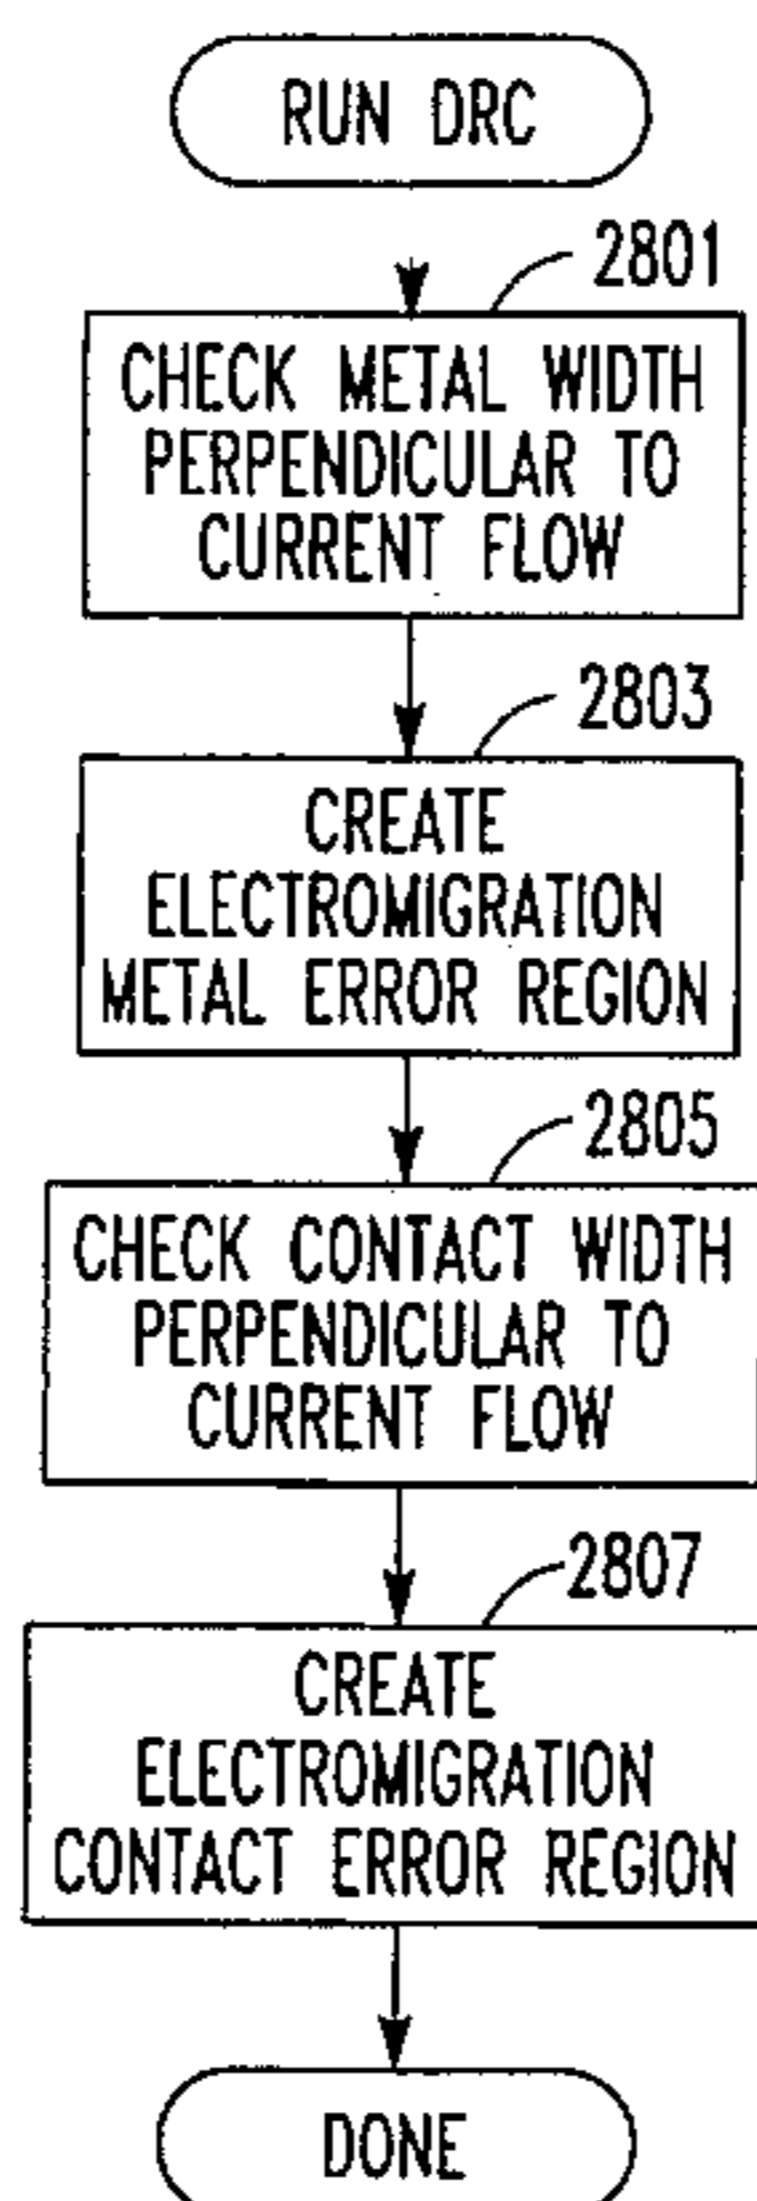 RUN DRC
2801
CHECK METAL WIDTH
PERPENDICULAR TO
CURRENT FLOW
2803
CREATE
ELECTROMIGRATION
METAL ERROR REGION
2805
CHECK CONTACT WIDTH
PERPENDICULAR TO
CURRENT FLOW
2807
CREATE
ELECTROMIGRATION
CONTACT ERROR REGION
DONE